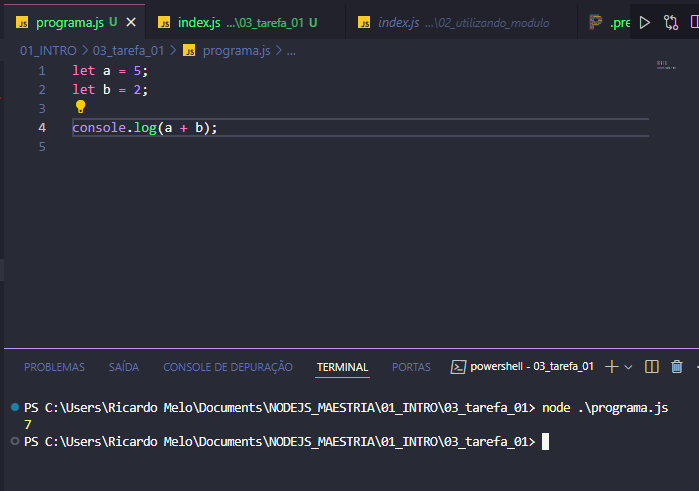 JS programa.js U JS index.js ...\03_tarefa_01 U JS index.js ...\02_utilizando_modulo .pre
01_INTRO > 03_tarefa_01 > JS programa.js > ...
1 let a = 5;
2 let b = 2;
3
4 console.log(a + b);
5
PROBLEMAS SAÍDA CONSOLE DE DEPURAÇÃO TERMINAL PORTAS powershell - 03_tarefa_01
PS C:\Users\Ricardo Melo\Documents\NODEJS_MAESTRIA\01_INTRO\03_tarefa_01> node .\programa.js
7
PS C:\Users\Ricardo Melo\Documents\NODEJS_MAESTRIA\01_INTRO\03_tarefa_01>